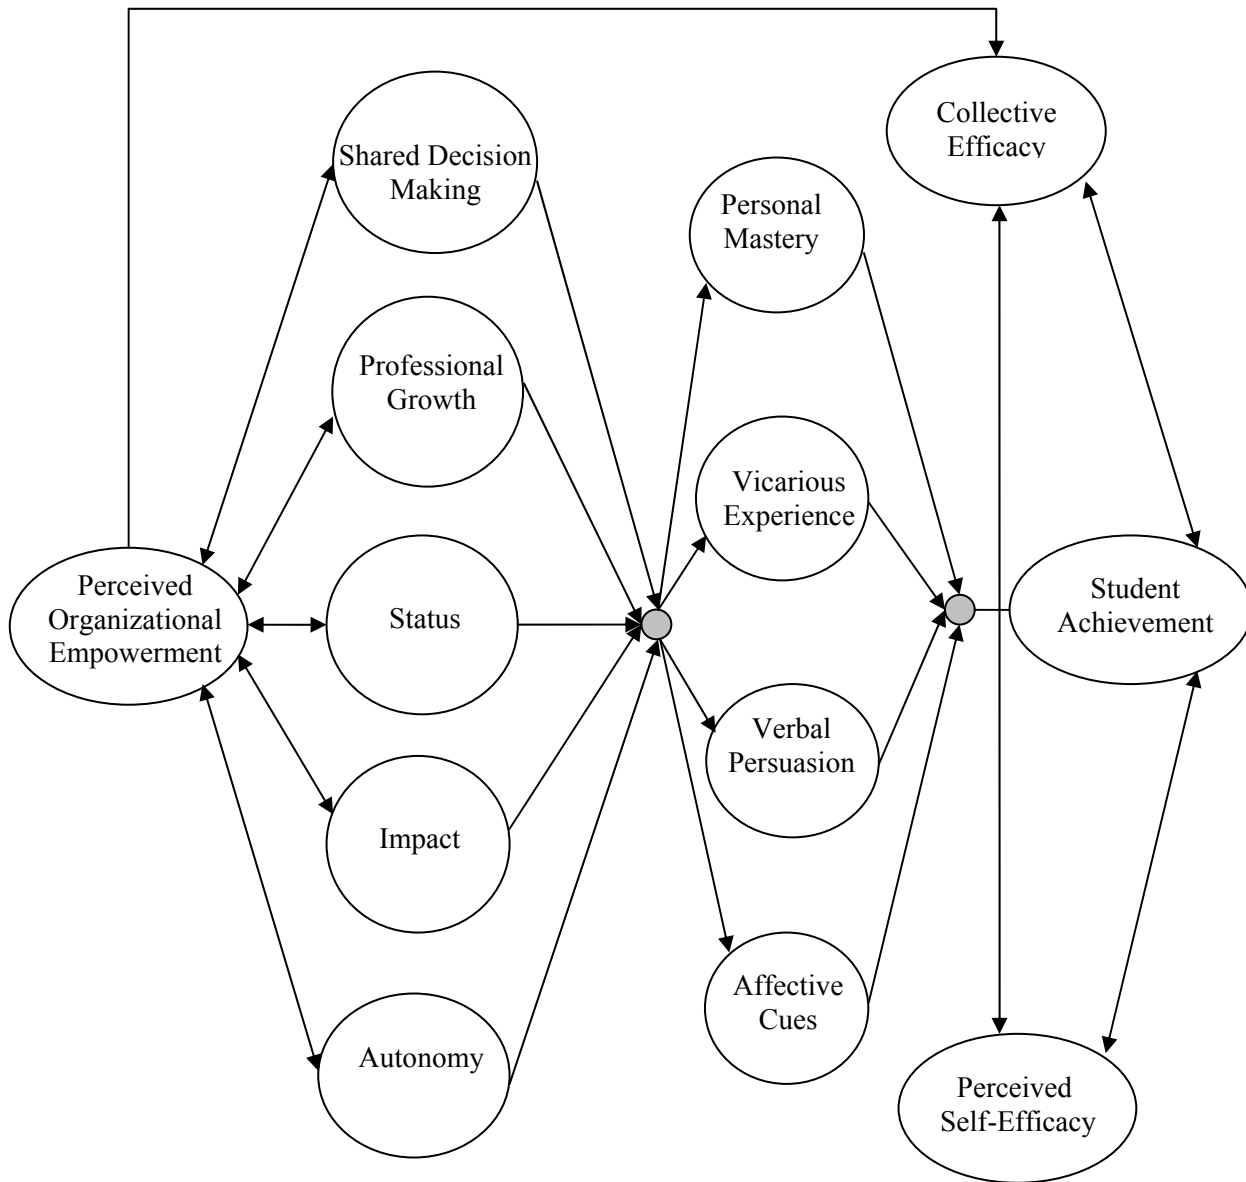 Collective
Efficacy
Shared Decision
Making
Personal
Mastery
Professional
Growth
Vicarious
Experience
Perceived
Organizational
Empowerment
Status
Student
Achievement
Verbal
Persuasion
Impact
Affective
Cues
Autonomy
Perceived
Self-Efficacy